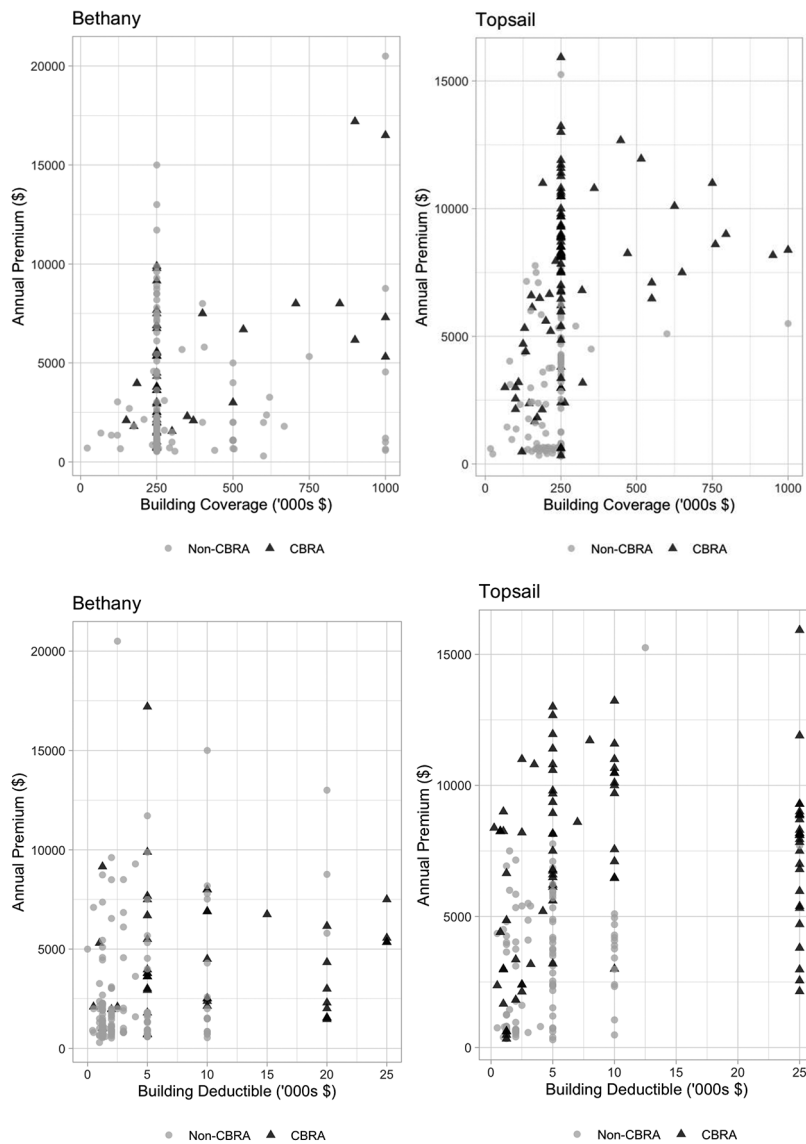 Bethany
20000
15000
10000
5000
0
Annual Premium ($)
0 250 500 750 1000
Building Coverage ('000s $)
Non-CBRA CBRA
Topsail
15000
10000
5000
0
Annual Premium ($)
0 250 500 750 1000
Building Coverage ('000s $)
Non-CBRA CBRA
Bethany
20000
15000
10000
5000
0
Annual Premium ($)
0 5 10 15 20 25
Building Deductible ('000s $)
Non-CBRA CBRA
Topsail
15000
10000
5000
0
Annual Premium ($)
0 5 10 15 20 25
Building Deductible ('000s $)
Non-CBRA CBRA